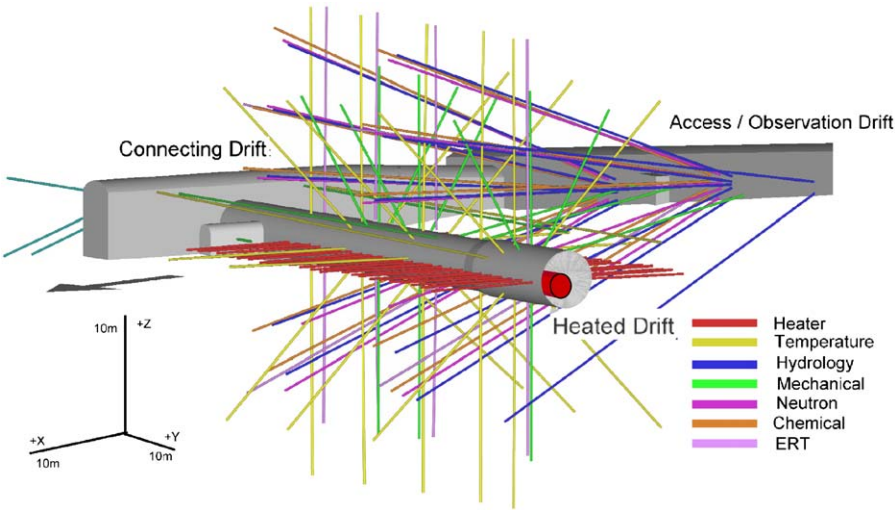 Access / Observation Drift
Connecting Drift
Heated Drift
10m
+Z
+X
10m
+Y
10m
Heater
Temperature
Hydrology
Mechanical
Neutron
Chemical
ERT